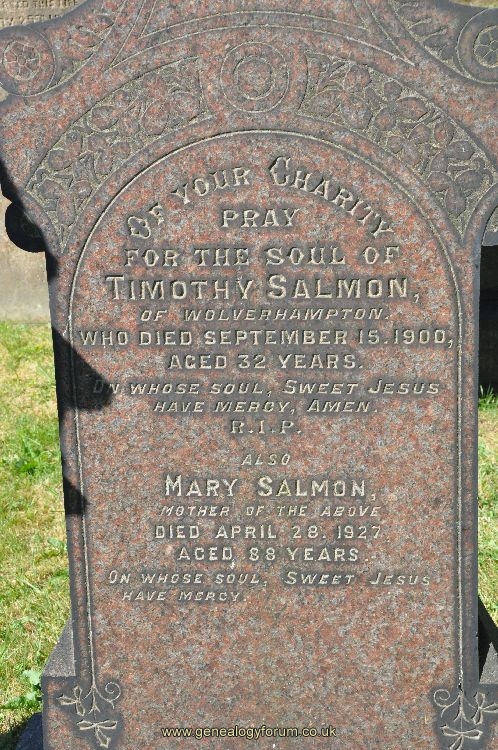 OF YOUR CHARITY
PRAY
FOR THE SOUL OF
TIMOTHY SALMON,
OF WOLVERHAMPTON.
WHO DIED SEPTEMBER 15. 1900,
AGED 32 YEARS.
ON WHOSE SOUL, SWEET JESUS
HAVE MERCY, AMEN.
R.I.P.
ALSO
MARY SALMON,
MOTHER OF THE ABOVE
DIED APRIL 28. 1927
AGED 88 YEARS.
ON WHOSE SOUL, SWEET JESUS
HAVE MERCY.
www.genealogyforum.co.uk